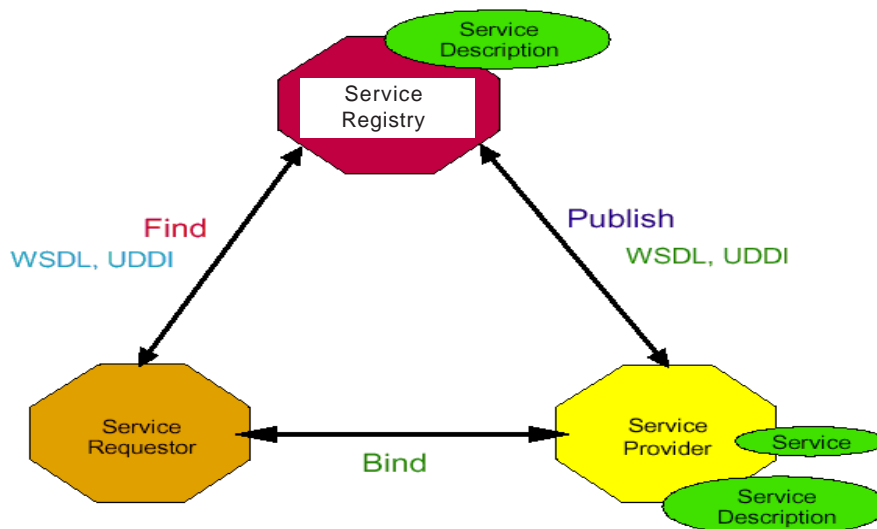 Service
Description
Service
Registry
Find
WSDL, UDDI
Publish
WSDL, UDDI
Service
Requestor
Bind
Service
Provider
Service
Service
Description